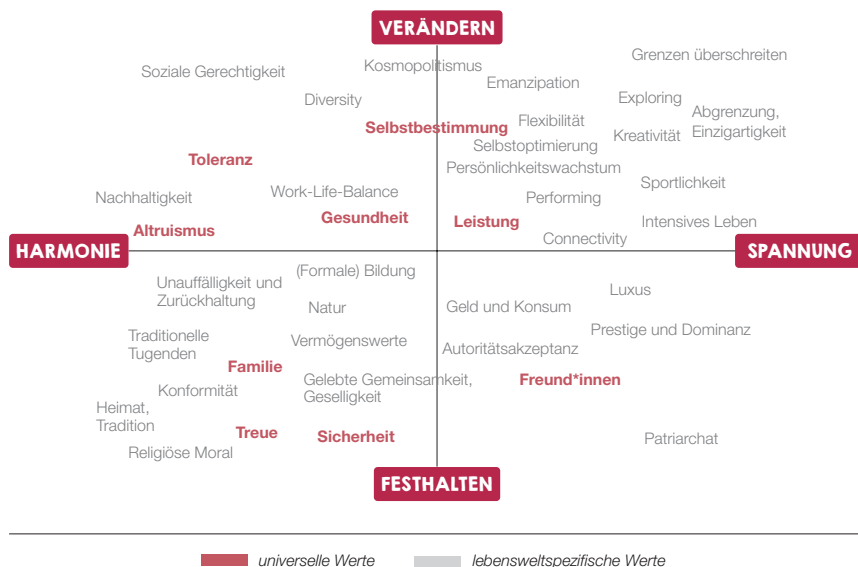 VERÄNDERN
Grenzen überschreiten
Kosmopolitismus
Soziale Gerechtigkeit
Emanzipation
Diversity
Exploring
Abgrenzung,
Einzigartigkeit
Flexibilität
Selbstbestimmung
Kreativität
Selbstoptimierung
Toleranz
Persönlichkeitswachstum
Sportlichkeit
Work-Life-Balance
Nachhaltigkeit
Performing
Gesundheit
Leistung
Intensives Leben
Altruismus
Connectivity
HARMONIE
SPANNUNG
(Formale) Bildung
Unauffälligkeit und
Zurückhaltung
Luxus
Natur
Geld und Konsum
Prestige und Dominanz
Traditionelle
Tugenden
Vermögenswerte
Autoritätsakzeptanz
Familie
Gelebte Gemeinsamkeit,
Geselligkeit
Freund*innen
Konformität
Heimat,
Tradition
Treue
Sicherheit
Patriarchat
Religiöse Moral
FESTHALTEN
universelle Werte
lebensweltspezifische Werte